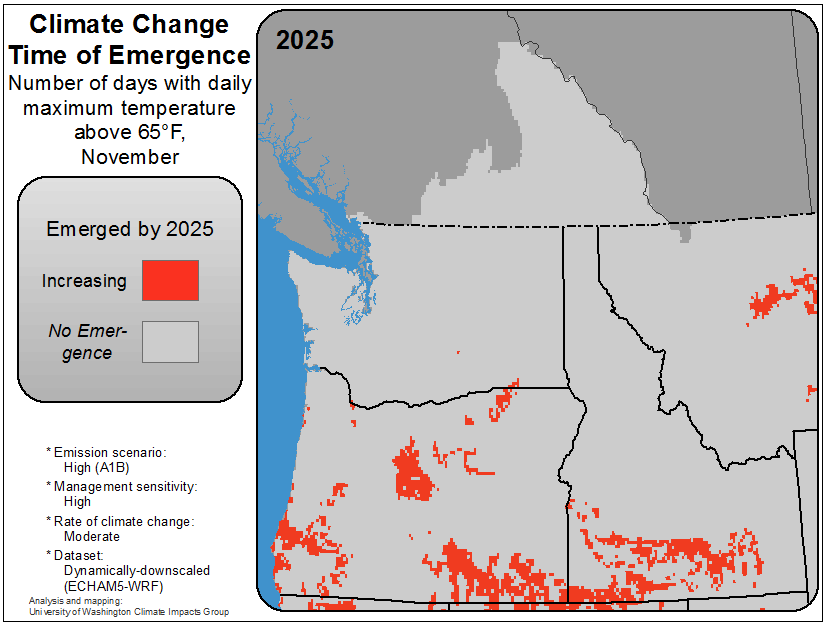 Climate Change
Time of Emergence
Number of days with daily
maximum temperature
above 65°F,
November
2025
Emerged by 2025
Increasing
No Emer-
gence
* Emission scenario:
High (A1B)
* Management sensitivity:
High
* Rate of climate change:
Moderate
* Dataset:
Dynamically-downscaled
(ECHAM5-WRF)
Analysis and mapping:
University of Washington Climate Impacts Group